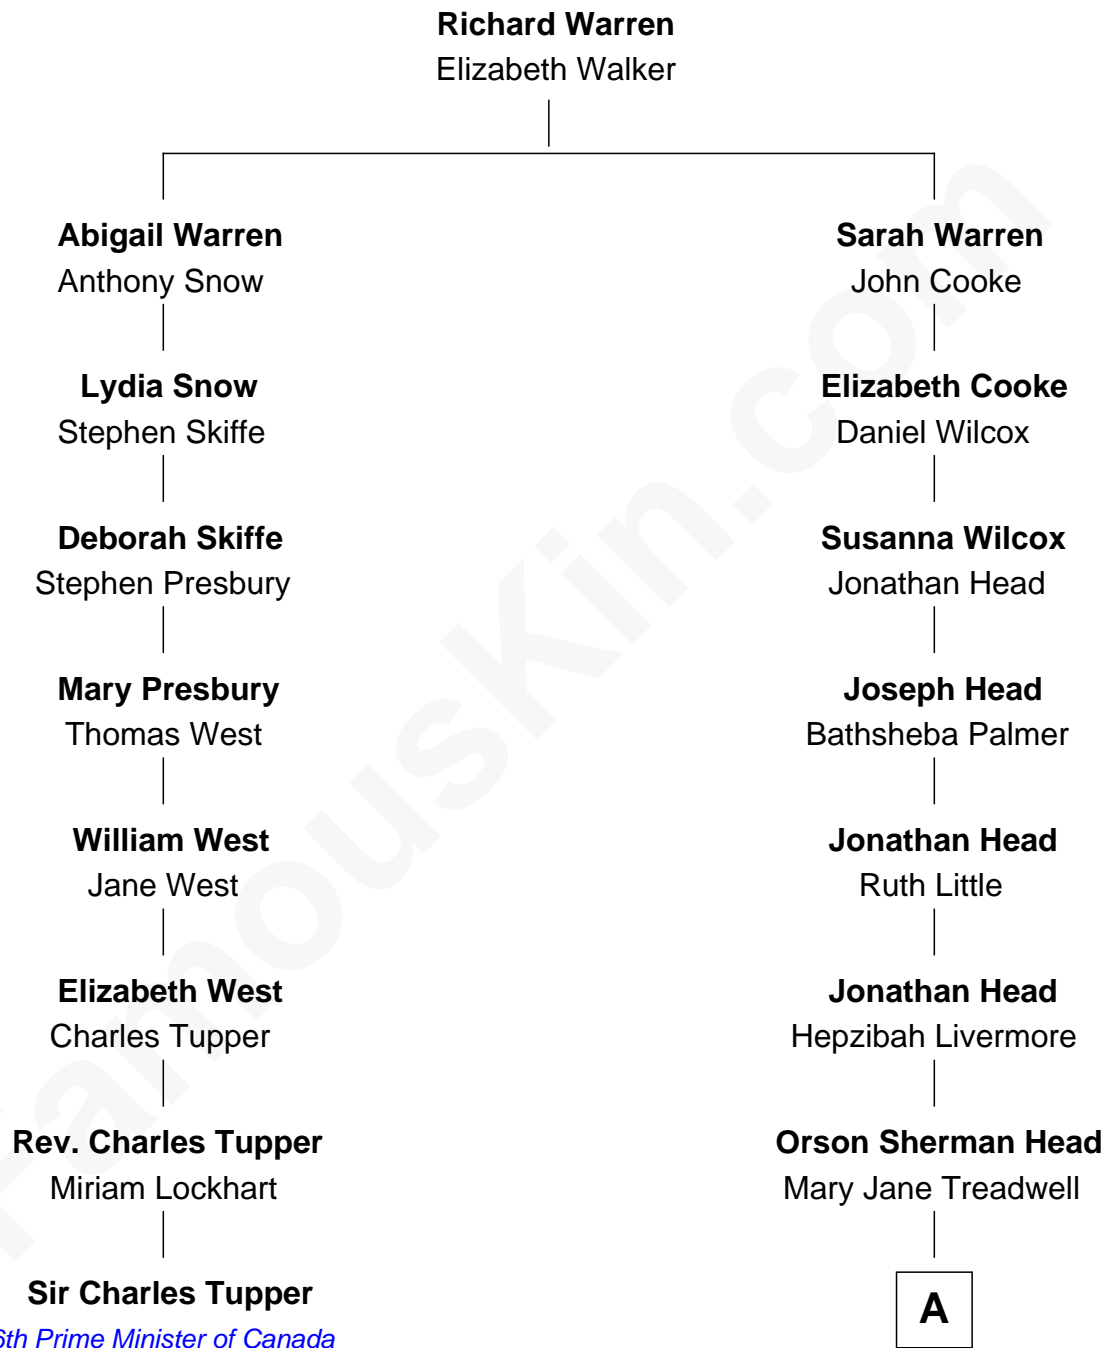 Richard Warren
Elizabeth Walker
Abigail Warren
Anthony Snow
Sarah Warren
John Cooke
Lydia Snow
Stephen Skiffe
Elizabeth Cooke
Daniel Wilcox
Deborah Skiffe
Stephen Presbury
Susanna Wilcox
Jonathan Head
Mary Presbury
Thomas West
Joseph Head
Bathsheba Palmer
William West
Jane West
Jonathan Head
Ruth Little
Elizabeth West
Charles Tupper
Jonathan Head
Hepzibah Livermore
Rev. Charles Tupper
Miriam Lockhart
Orson Sherman Head
Mary Jane Treadwell
Sir Charles Tupper
6th Prime Minister of Canada
A
FamousKin.com